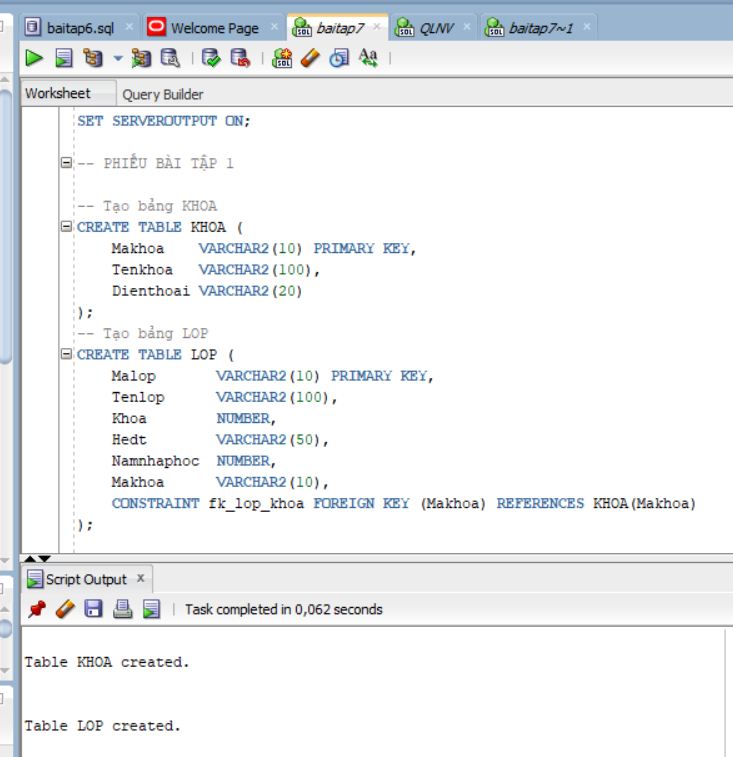 baitap6.sql
Welcome Page
baitap7
QLNV
baitap7~1
Worksheet
Query Builder
SET SERVEROUTPUT ON;
-- PHIẾU BÀI TẬP 1
-- Tạo bảng KHOA
CREATE TABLE KHOA (
Makhoa VARCHAR2(10) PRIMARY KEY,
Tenkhoa VARCHAR2(100),
Dienthoai VARCHAR2(20)
);
-- Tạo bảng LOP
CREATE TABLE LOP (
Malop VARCHAR2(10) PRIMARY KEY,
Tenlop VARCHAR2(100),
Khoa NUMBER,
Hedt VARCHAR2(50),
Namnhaphoc NUMBER,
Makhoa VARCHAR2(10),
CONSTRAINT fk_lop_khoa FOREIGN KEY (Makhoa) REFERENCES KHOA(Makhoa)
);
Script Output x
Task completed in 0,062 seconds
Table KHOA created.
Table LOP created.